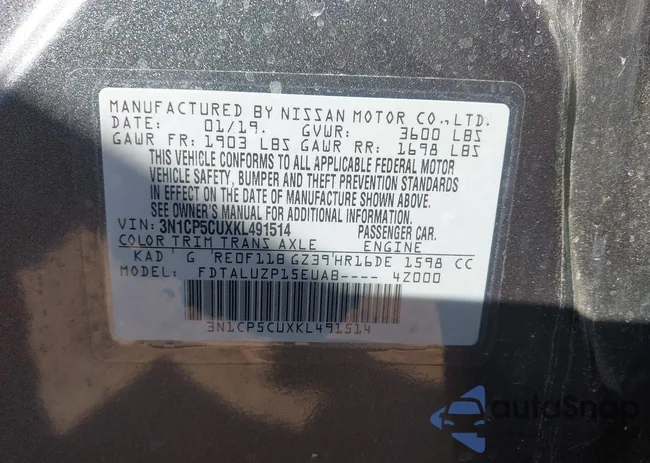 MANUFACTURED BY NISSAN MOTOR CO.,LTD.
DATE: 01/19. GVWR: 3600 LBS
GAWR FR: 1903 LBS GAWR RR: 1698 LBS
THIS VEHICLE CONFORMS TO ALL APPLICABLE FEDERAL MOTOR
VEHICLE SAFETY, BUMPER AND THEFT PREVENTION STANDARDS
IN EFFECT ON THE DATE OF MANUFACTURE SHOWN ABOVE.
SEE OWNER'S MANUAL FOR ADDITIONAL INFORMATION.
VIN: 3N1CP5CUXKL491514 PASSENGER CAR.
COLOR TRIM TRANS AXLE ENGINE
KAD G RE0F11B GZ39 HR16DE 1598 CC
MODEL: FDTALUZP15EUAB---- 4Z000
3N1CP5CUXKL491514
autoSnap